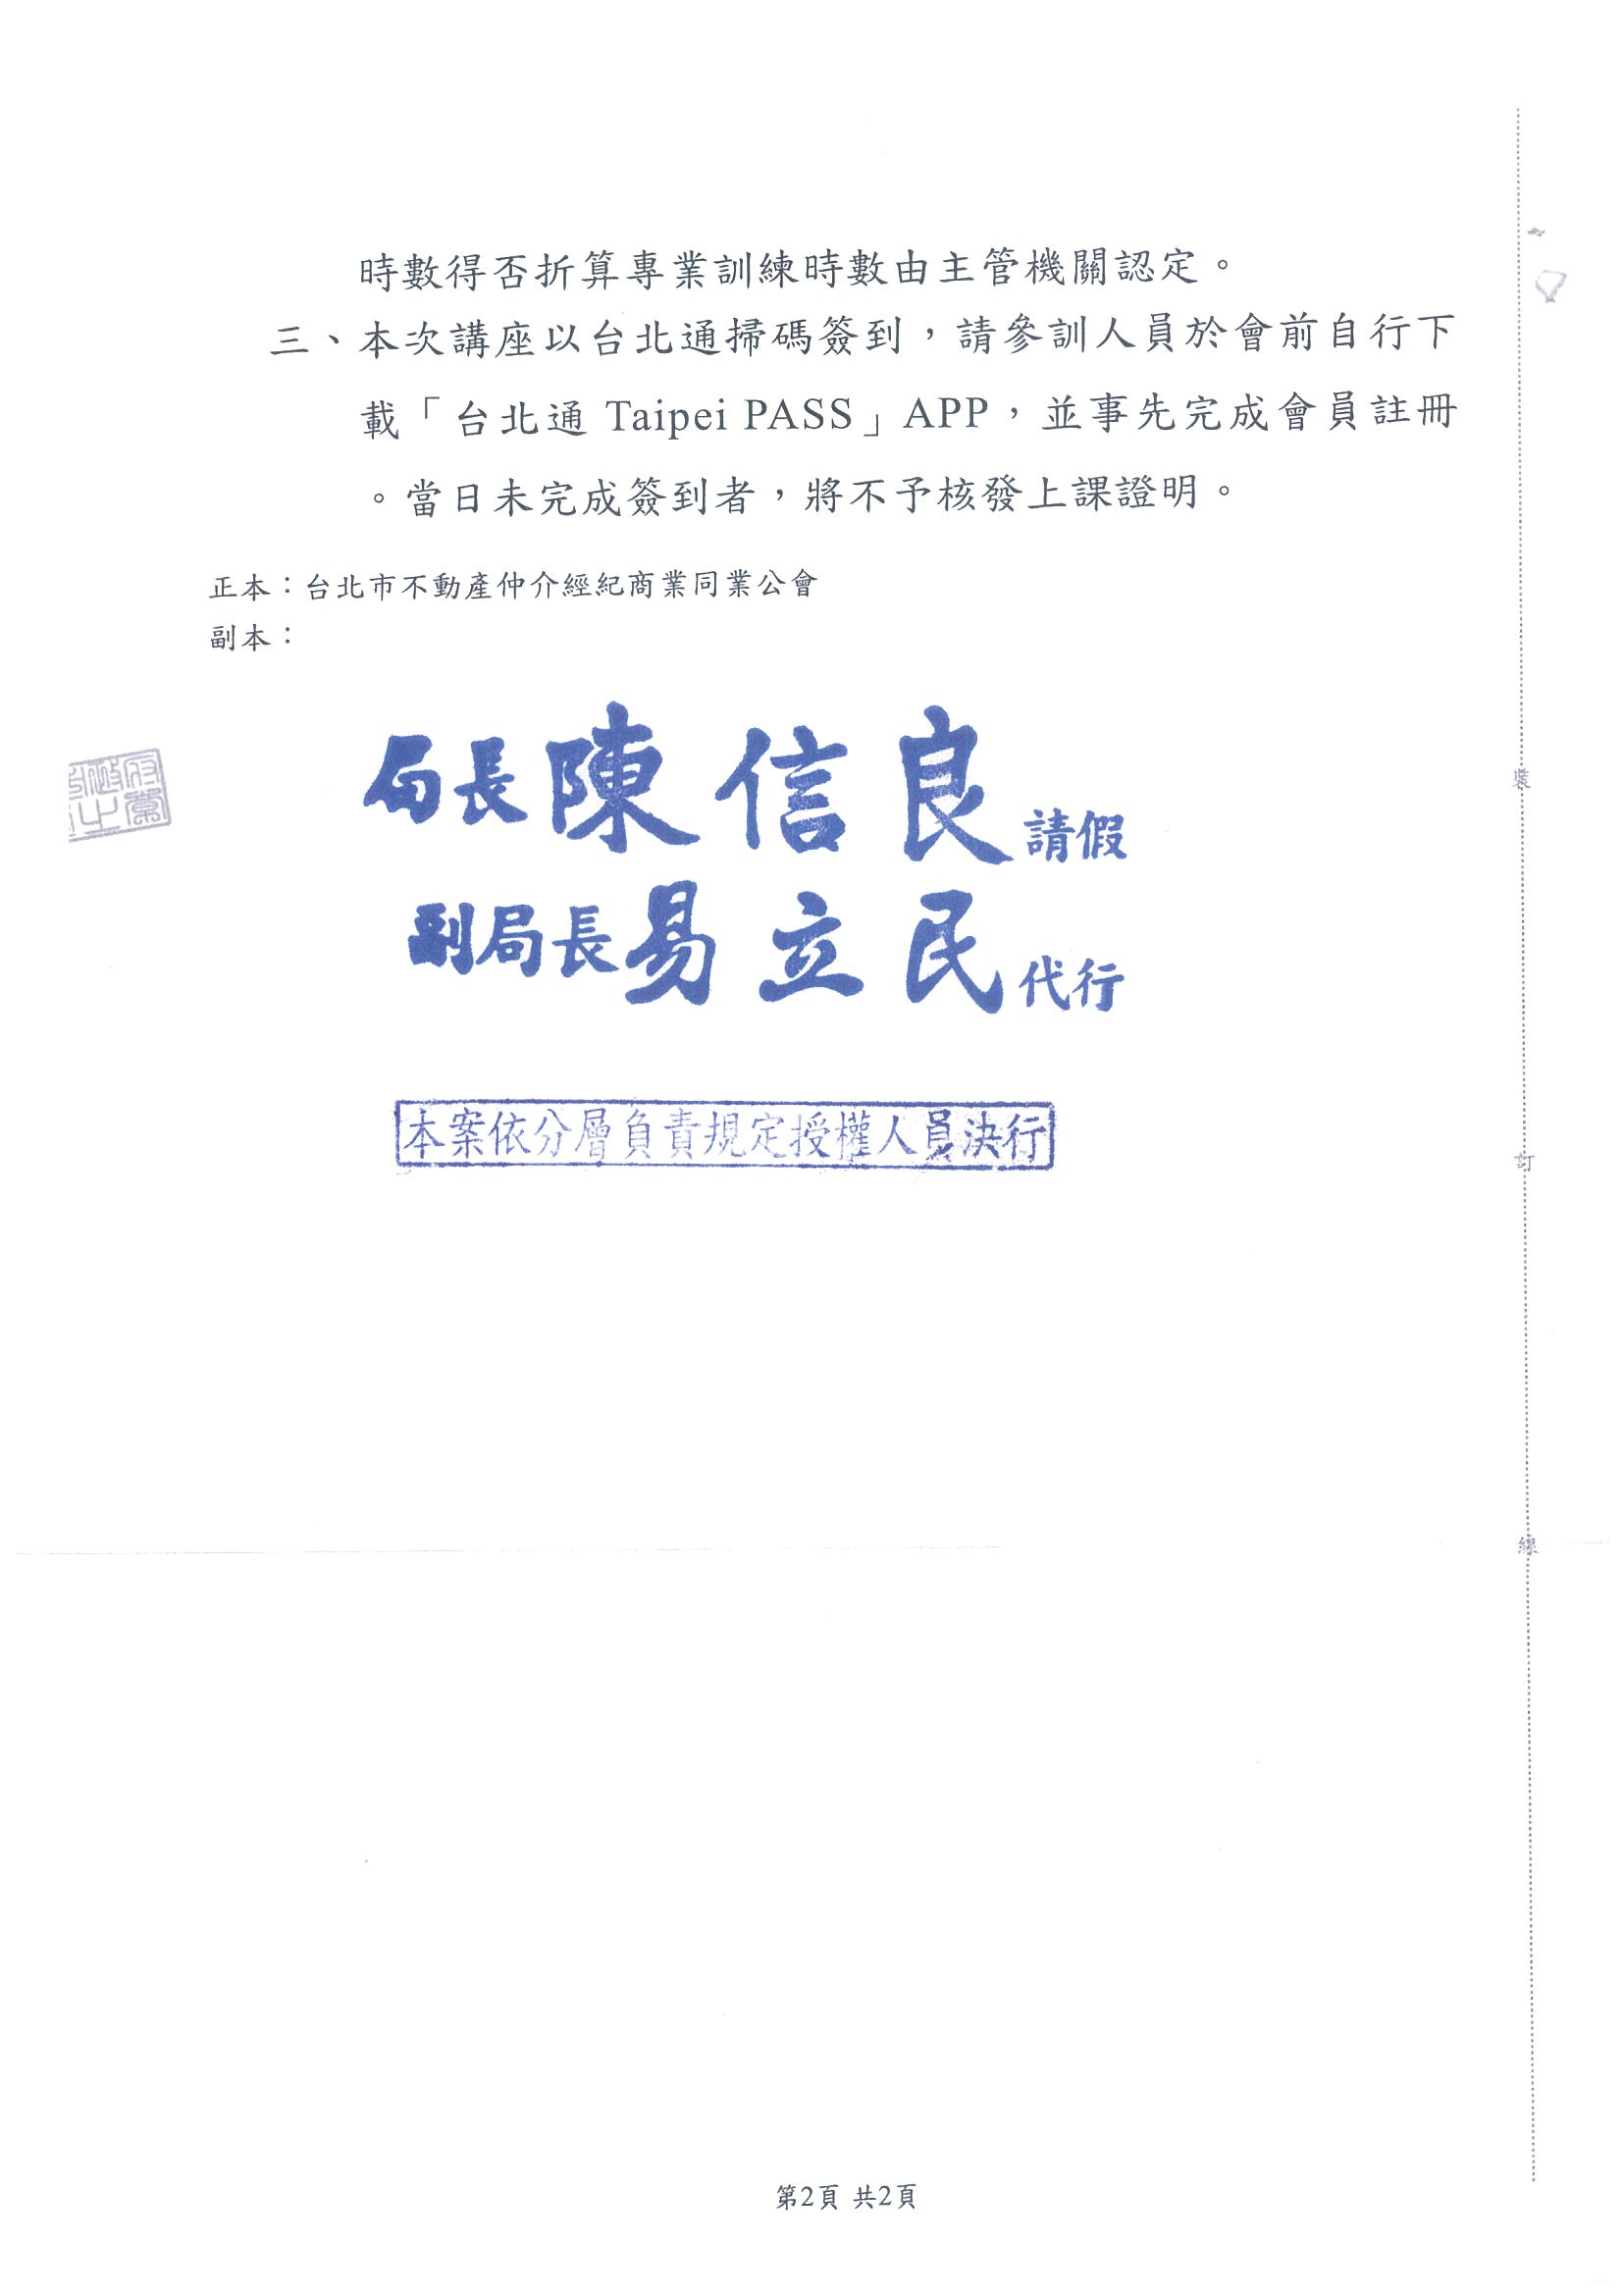 時數得否折算專業訓練時數由主管機關認定。
三、本次講座以台北通掃碼簽到，請參訓人員於會前自行下
載「台北通 Taipei PASS」APP，並事先完成會員註冊
。當日未完成簽到者，將不予核發上課證明。
正本：台北市不動產仲介經紀商業同業公會
副本：
局長陳信良請假
副局長易立民代行
本案依分層負責規定授權人員決行
裝
訂
線
第2頁 共2頁